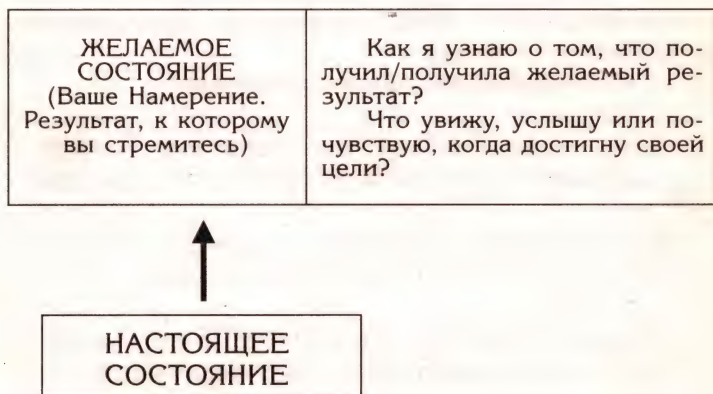 ЖЕЛАЕМОЕ
СОСТОЯНИЕ
(Ваше Намерение.
Результат, к которому
вы стремитесь)
Как я узнаю о том, что по-
лучил/получила желаемый ре-
зультат?
Что увижу, услышу или по-
чувствую, когда достигну своей
цели?
НАСТОЯЩЕЕ
СОСТОЯНИЕ